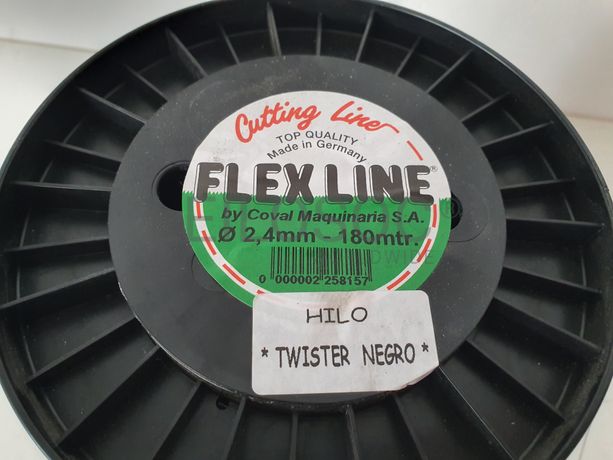 Cutting Line
TOP QUALITY
Made in Germany
FLEX LINE®
by Coval Maquinaria S.A.
Ø 2,4mm - 180mtr.
0 000002 258157
HILO
* TWISTER NEGRO *